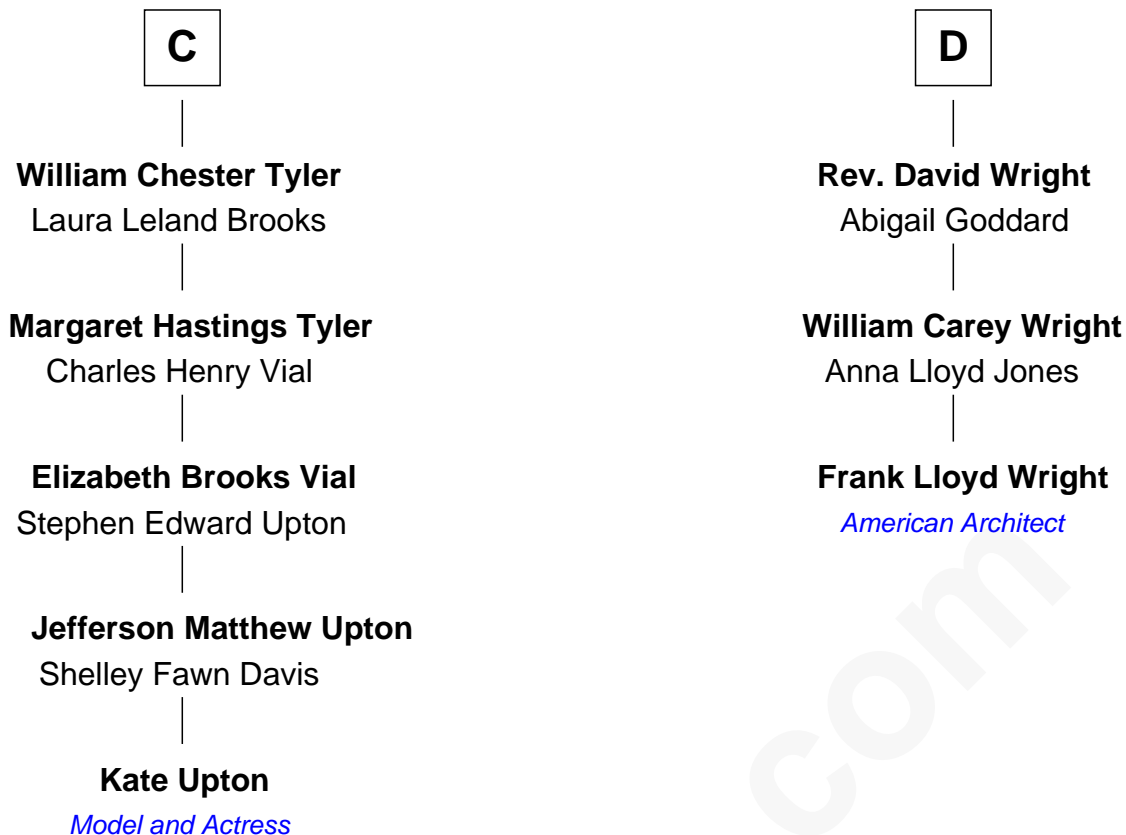 C
William Chester Tyler
Laura Leland Brooks
Margaret Hastings Tyler
Charles Henry Vial
Elizabeth Brooks Vial
Stephen Edward Upton
Jefferson Matthew Upton
Shelley Fawn Davis
Kate Upton
Model and Actress
D
Rev. David Wright
Abigail Goddard
William Carey Wright
Anna Lloyd Jones
Frank Lloyd Wright
American Architect
com